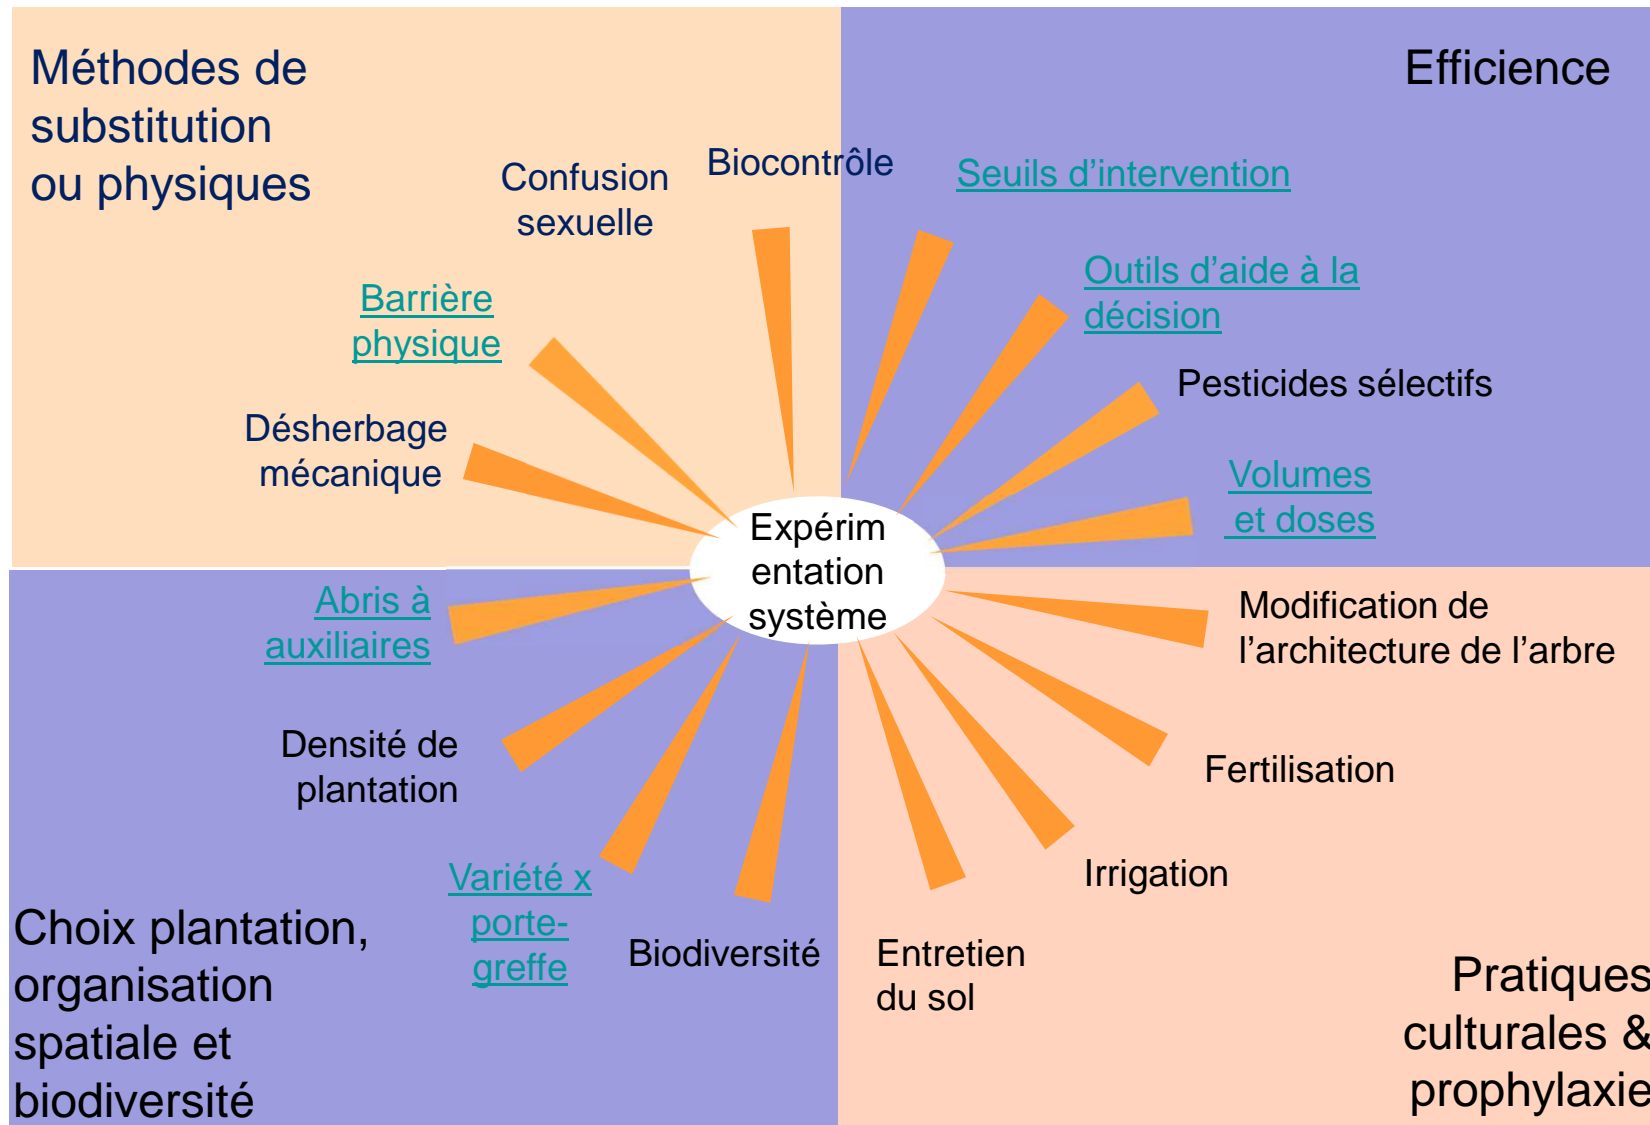 Méthodes de
substitution
ou physiques
Efficience
Biocontrôle
Confusion
sexuelle
Seuils d’intervention
Barrière
physique
Outils d’aide à la
décision
Pesticides sélectifs
Désherbage
mécanique
Volumes
et doses
Expérim
entation
système
Abris à
auxiliaires
Modification de
l’architecture de l’arbre
Densité de
plantation
Fertilisation
Variété x
porte-
greffe
Irrigation
Biodiversité
Entretien
du sol
Choix plantation,
organisation
spatiale et
biodiversité
Pratiques
culturales &
prophylaxie